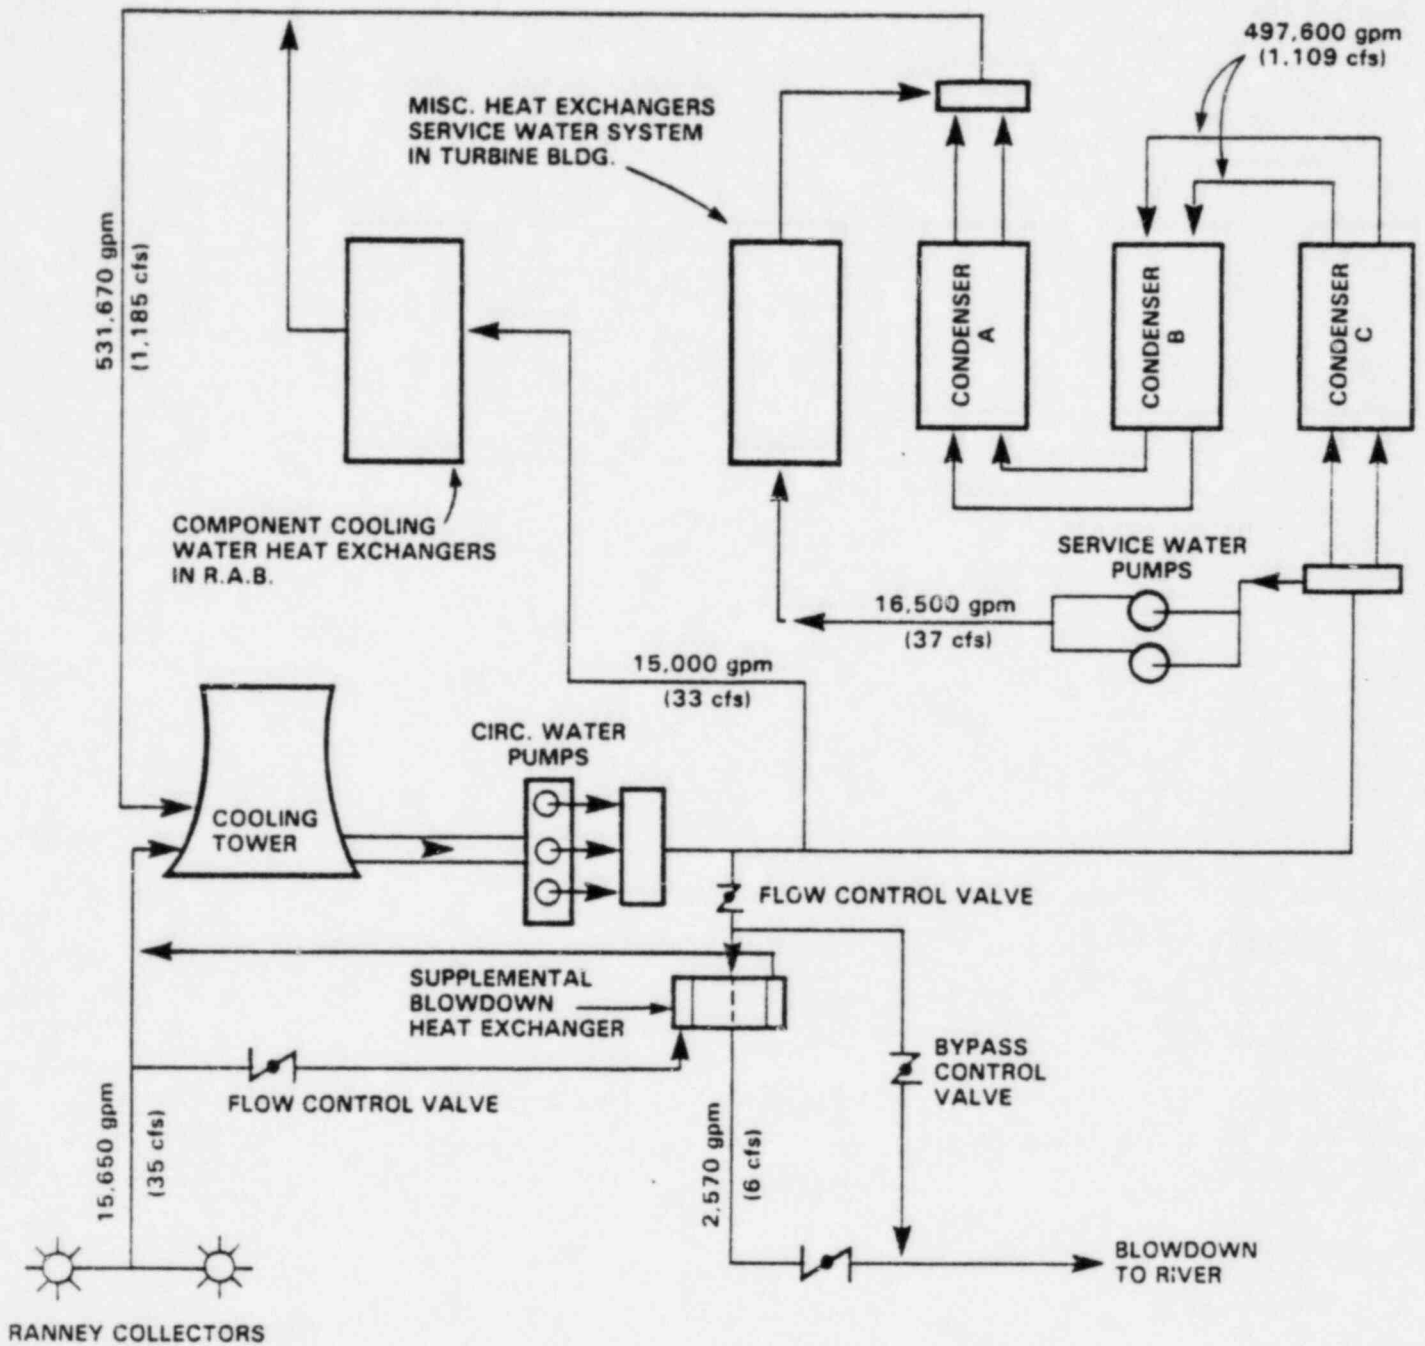 497,600 gpm
(1.109 cfs)
MISC. HEAT EXCHANGERS
SERVICE WATER SYSTEM
IN TURBINE BLDG.
531,670 gpm
(1,185 cfs)
CONDENSER
A
CONDENSER
B
CONDENSER
C
COMPONENT COOLING
WATER HEAT EXCHANGERS
IN R.A.B.
SERVICE WATER
PUMPS
16,500 gpm
(37 cfs)
15,000 gpm
(33 cfs)
CIRC. WATER
PUMPS
COOLING
TOWER
FLOW CONTROL VALVE
SUPPLEMENTAL
BLOWDOWN
HEAT EXCHANGER
BYPASS
CONTROL
VALVE
FLOW CONTROL VALVE
15,650 gpm
(35 cfs)
2,570 gpm
(6 cfs)
BLOWDOWN
TO RIVER
RANNEY COLLECTORS